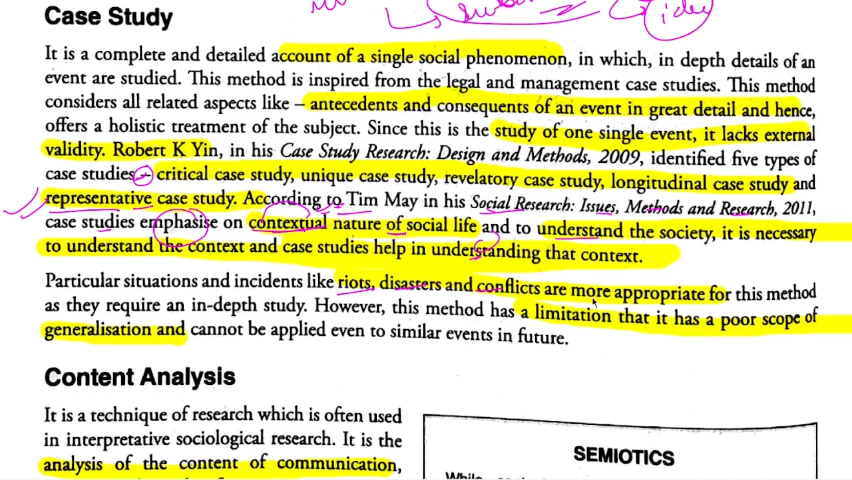 Case Study
It is a complete and detailed account of a single social phenomenon, in which, in depth details of an
event are studied. This method is inspired from the legal and management case studies. This method
considers all related aspects like – antecedents and consequents of an event in great detail and hence,
offers a holistic treatment of the subject. Since this is the study of one single event, it lacks external
validity. Robert K Yin, in his Case Study Research: Design and Methods, 2009, identified five types of
case studies – critical case study, unique case study, revelatory case study, longitudinal case study and
representative case study. According to Tim May in his Social Research: Issues, Methods and Research, 2011,
case studies emphasise on contextual nature of social life and to understand the society, it is necessary
to understand the context and case studies help in understanding that context.
Particular situations and incidents like riots, disasters and conflicts are more appropriate for this method
as they require an in-depth study. However, this method has a limitation that it has a poor scope of
generalisation and cannot be applied even to similar events in future.
Content Analysis
It is a technique of research which is often used
in interpretative sociological research. It is the
analysis of the content of communication,
SEMIOTICS
While